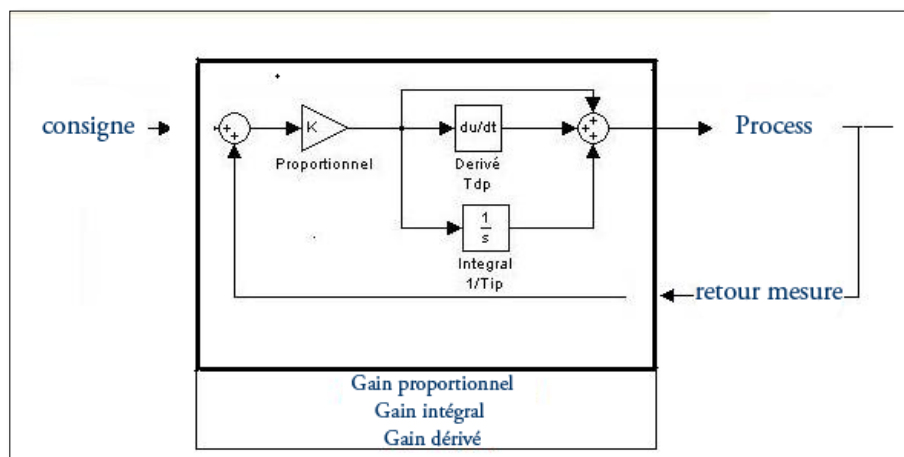 consigne
+
+
K
Proportionnel
du/dt
Derivé
Tdp
+
+
+
Process
1
s
Integral
1/Tip
retour mesure
Gain proportionnel
Gain intégral
Gain dérivé